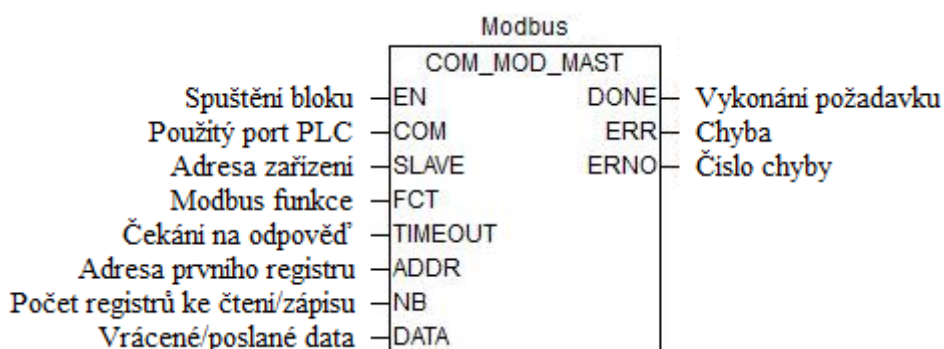 Modbus
COM_MOD_MAST
Spuštění bloku EN DONE Vykonání požadavku
Použitý port PLC COM ERR Chyba
Adresa zařízení SLAVE ERNO Číslo chyby
Modbus funkce FCT
Čekání na odpověď TIMEOUT
Adresa prvního registru ADDR
Počet registrů ke čtení/zápisu NB
Vrácené/poslané data DATA